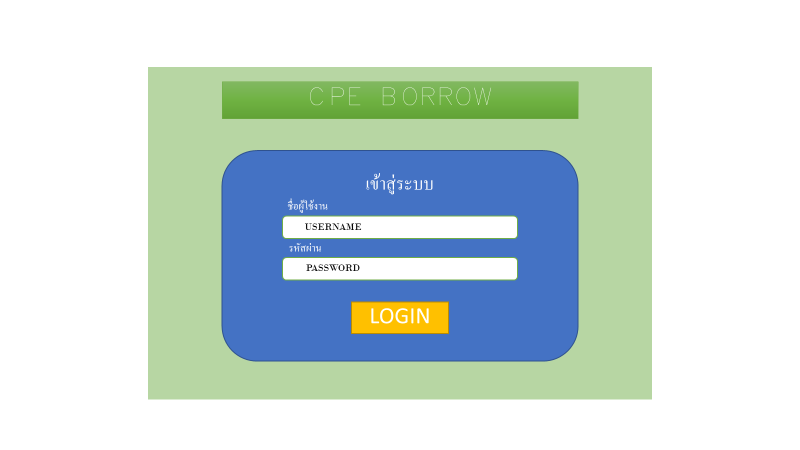 CPE BORROW
เข้าสู่ระบบ
ชื่อผู้ใช้งาน
USERNAME
รหัสผ่าน
PASSWORD
LOGIN